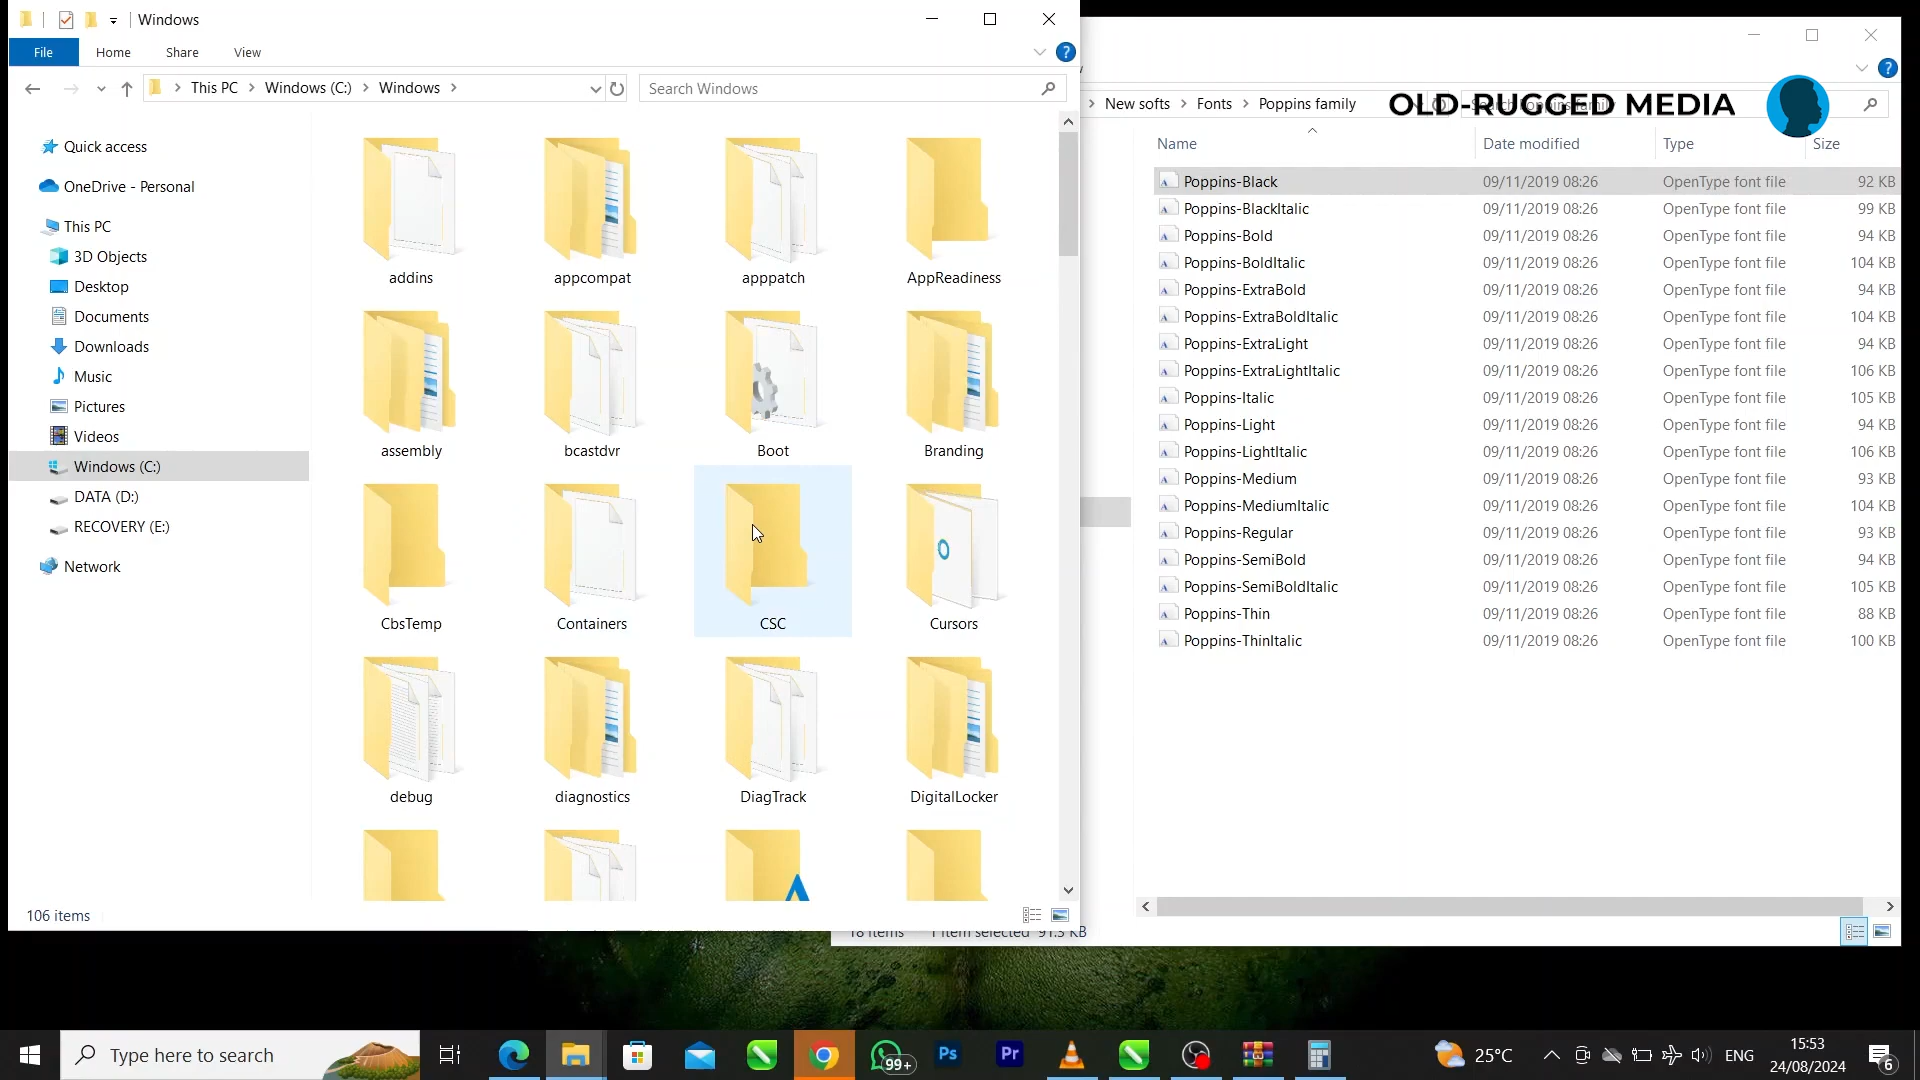 Windows
File Home Share View
This PC Windows (C:) Windows
Search Windows
Quick access
OneDrive - Personal
This PC
3D Objects
Desktop
Documents
Downloads
Music
Pictures
Videos
Windows (C:)
DATA (D:)
RECOVERY (E:)
Network
addins appcompat apppatch AppReadiness
assembly bcastdvr Boot Branding
CbsTemp Containers CSC Cursors
debug diagnostics DiagTrack DigitalLocker
106 items
New softs Fonts Poppins family
OLD-RUGGED MEDIA
Name Date modified Type Size
Poppins-Black 09/11/2019 08:26 OpenType font file 92 KB
Poppins-BlackItalic 09/11/2019 08:26 OpenType font file 99 KB
Poppins-Bold 09/11/2019 08:26 OpenType font file 94 KB
Poppins-BoldItalic 09/11/2019 08:26 OpenType font file 104 KB
Poppins-ExtraBold 09/11/2019 08:26 OpenType font file 94 KB
Poppins-ExtraBoldItalic 09/11/2019 08:26 OpenType font file 104 KB
Poppins-ExtraLight 09/11/2019 08:26 OpenType font file 94 KB
Poppins-ExtraLightItalic 09/11/2019 08:26 OpenType font file 106 KB
Poppins-Italic 09/11/2019 08:26 OpenType font file 105 KB
Poppins-Light 09/11/2019 08:26 OpenType font file 94 KB
Poppins-LightItalic 09/11/2019 08:26 OpenType font file 106 KB
Poppins-Medium 09/11/2019 08:26 OpenType font file 93 KB
Poppins-MediumItalic 09/11/2019 08:26 OpenType font file 104 KB
Poppins-Regular 09/11/2019 08:26 OpenType font file 93 KB
Poppins-SemiBold 09/11/2019 08:26 OpenType font file 94 KB
Poppins-SemiBoldItalic 09/11/2019 08:26 OpenType font file 105 KB
Poppins-Thin 09/11/2019 08:26 OpenType font file 88 KB
Poppins-ThinItalic 09/11/2019 08:26 OpenType font file 100 KB
18 items 1 item selected 91.3 KB
Type here to search
99+
Ps
Pr
25°C
ENG
15:53
24/08/2024
6